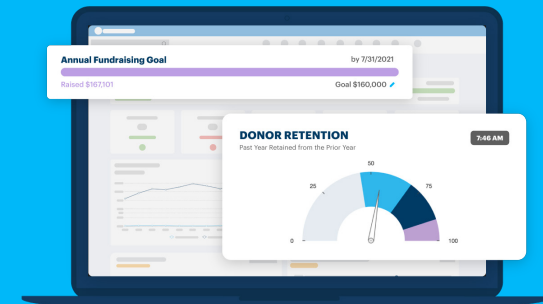 Annual Fundraising Goal
by 7/31/2021
Raised $167,101
Goal $160,000
DONOR RETENTION
7:46 AM
Past Year Retained from the Prior Year
50
25
75
0
100